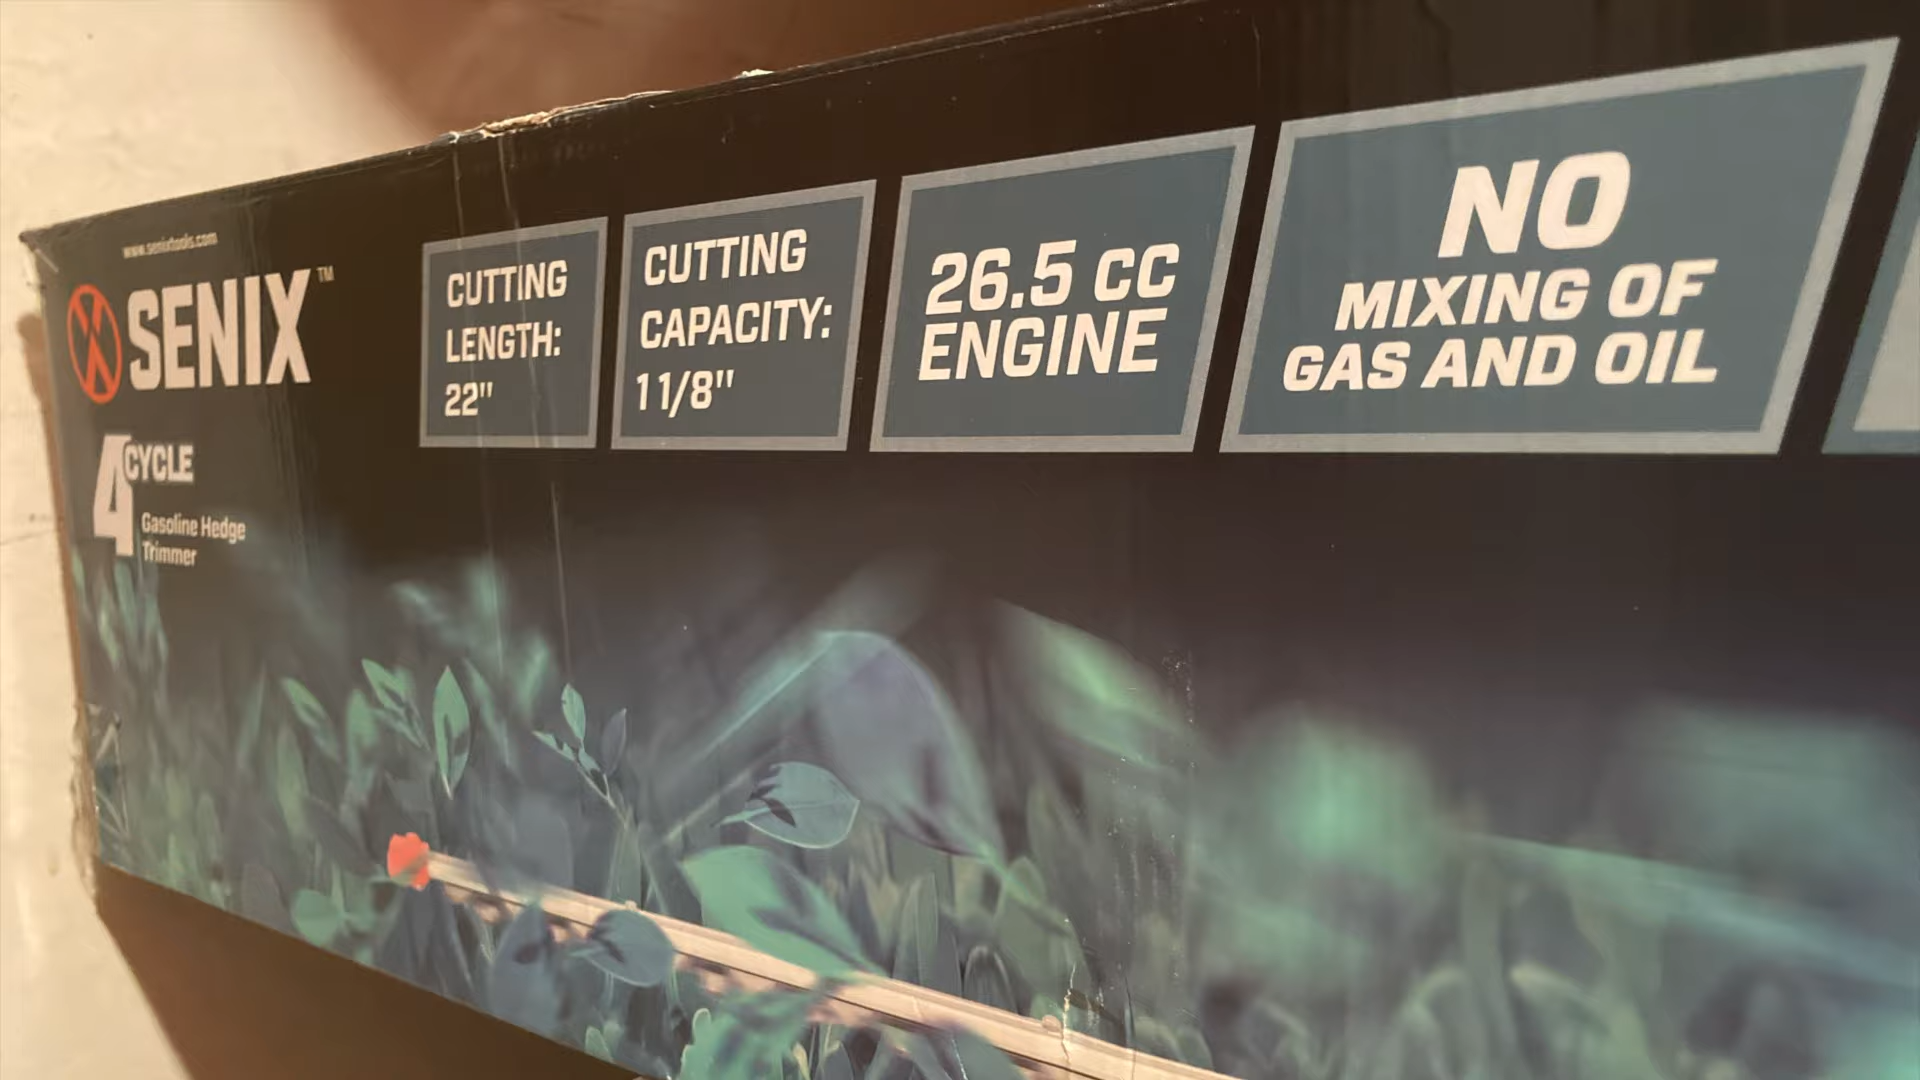 www.senixtools.com
SENIX™
4 CYCLE
Gasoline Hedge
Trimmer
CUTTING
LENGTH:
22"
CUTTING
CAPACITY:
1 1/8"
26.5 CC
ENGINE
NO
MIXING OF
GAS AND OIL